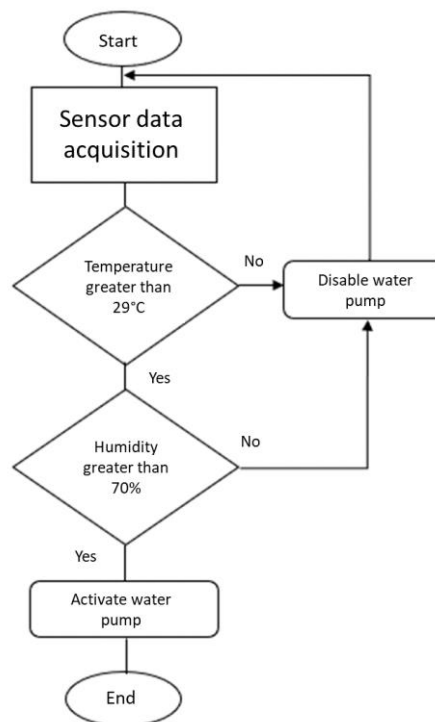 Start
Sensor data
acquisition
Temperature
greater than
29°C
No
Disable water
pump
Yes
Humidity
greater than
70%
No
Yes
Activate water
pump
End